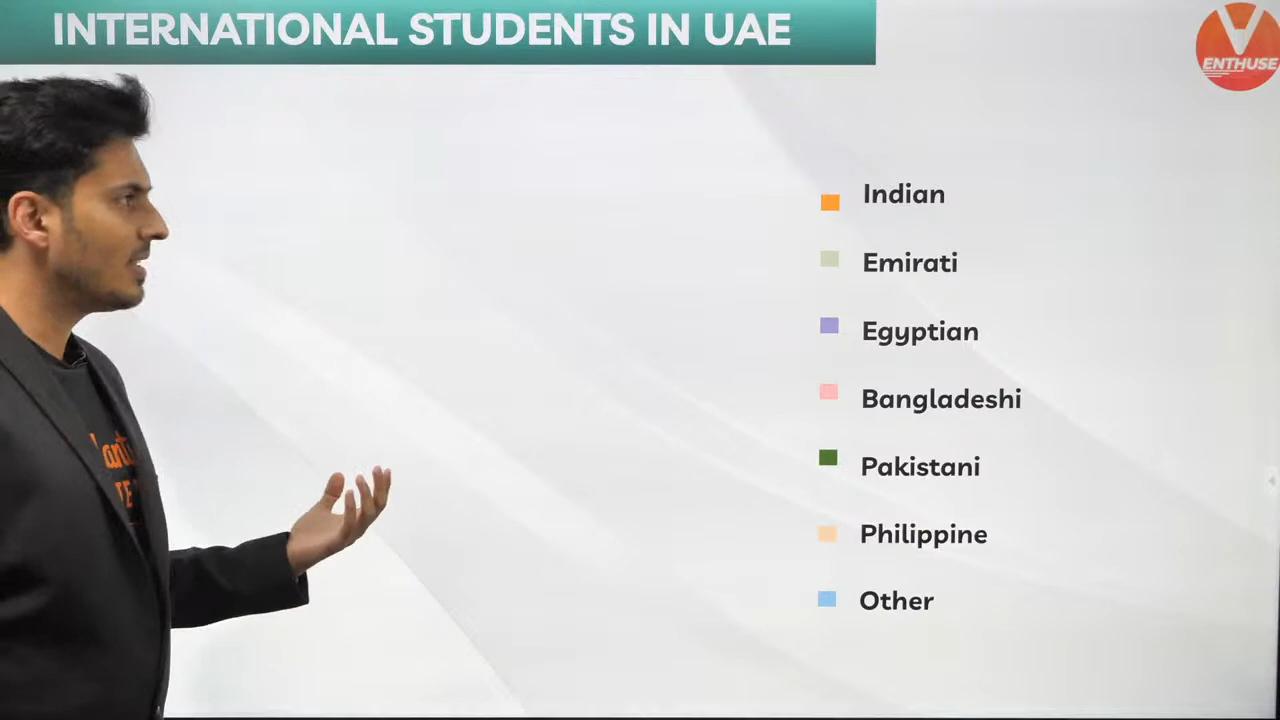 INTERNATIONAL STUDENTS IN UAE
ENTHUSE
Indian
Emirati
Egyptian
Bangladeshi
Pakistani
Philippine
Other